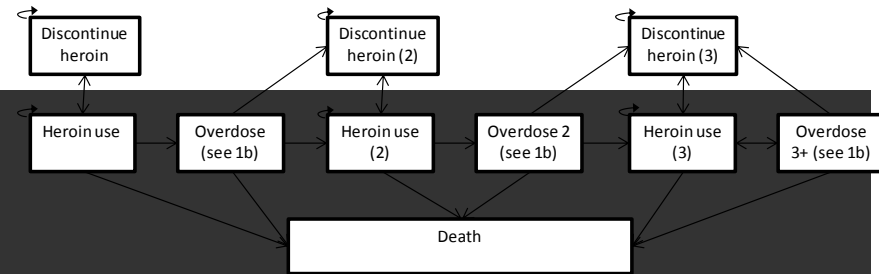 Discontinue
heroin
Discontinue
heroin (2)
Discontinue
heroin (3)
Heroin use
Overdose
(see 1b)
Heroin use
(2)
Overdose 2
(see 1b)
Heroin use
(3)
Overdose
3+ (see 1b)
Death